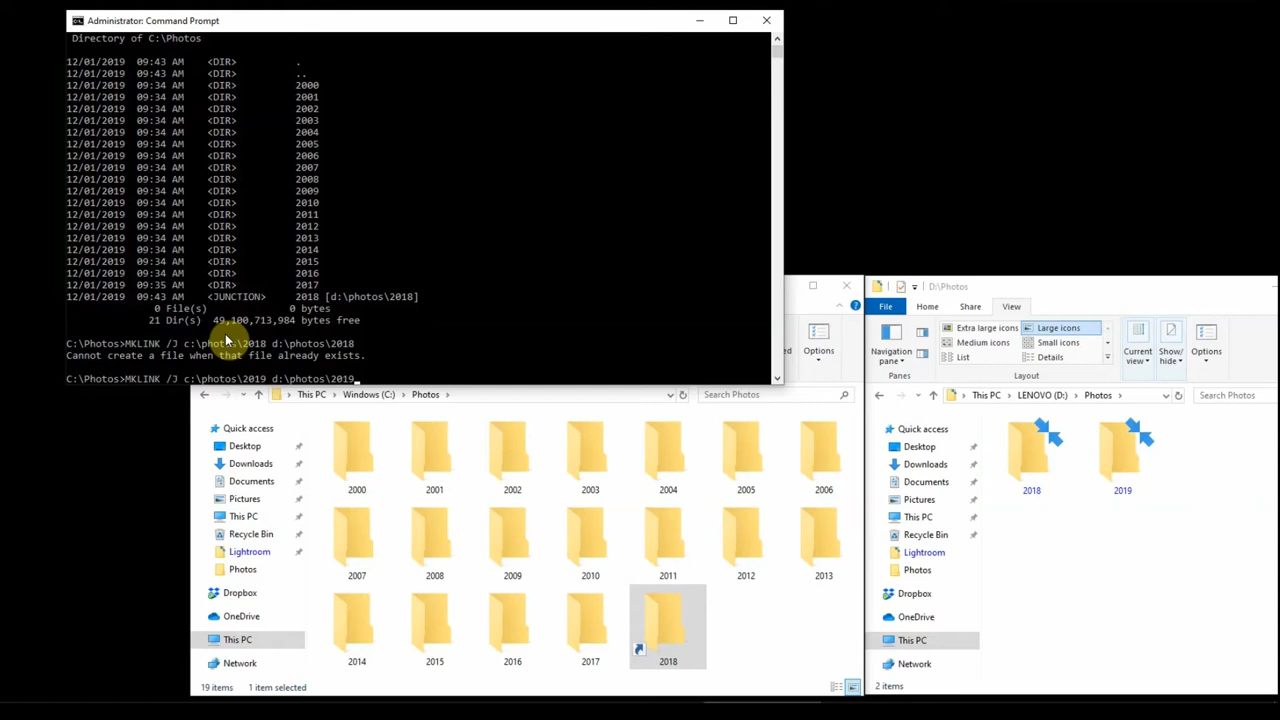 Administrator: Command Prompt
Directory of C:\Photos
12/01/2019 09:43 AM <DIR> .
12/01/2019 09:43 AM <DIR> ..
12/01/2019 09:34 AM <DIR> 2000
12/01/2019 09:34 AM <DIR> 2001
12/01/2019 09:34 AM <DIR> 2002
12/01/2019 09:34 AM <DIR> 2003
12/01/2019 09:34 AM <DIR> 2004
12/01/2019 09:34 AM <DIR> 2005
12/01/2019 09:34 AM <DIR> 2006
12/01/2019 09:34 AM <DIR> 2007
12/01/2019 09:34 AM <DIR> 2008
12/01/2019 09:34 AM <DIR> 2009
12/01/2019 09:34 AM <DIR> 2010
12/01/2019 09:34 AM <DIR> 2011
12/01/2019 09:34 AM <DIR> 2012
12/01/2019 09:34 AM <DIR> 2013
12/01/2019 09:34 AM <DIR> 2014
12/01/2019 09:34 AM <DIR> 2015
12/01/2019 09:34 AM <DIR> 2016
12/01/2019 09:35 AM <DIR> 2017
12/01/2019 09:43 AM <JUNCTION> 2018 [d:\photos\2018]
0 File(s) 0 bytes
21 Dir(s) 49,100,713,984 bytes free
C:\Photos>MKLINK /J c:\photos\2018 d:\photos\2018
Cannot create a file when that file already exists.
C:\Photos>MKLINK /J c:\photos\2019 d:\photos\2019
Options
This PC > Windows (C:) > Photos >
Search Photos
Quick access
Desktop
Downloads
Documents
Pictures
This PC
Recycle Bin
Lightroom
Photos
Dropbox
OneDrive
This PC
Network
2000 2001 2002 2003 2004 2005 2006
2007 2008 2009 2010 2011 2012 2013
2014 2015 2016 2017 2018
19 items 1 item selected
D:\Photos
File Home Share View
Navigation pane
Panes
Extra large icons Large icons
Medium icons Small icons
List Details
Layout
Current view
Show/ hide
Options
This PC > LENOVO (D:) > Photos >
Search Photos
Quick access
Desktop
Downloads
Documents
Pictures
This PC
Recycle Bin
Lightroom
Photos
Dropbox
OneDrive
This PC
Network
2018 2019
2 items